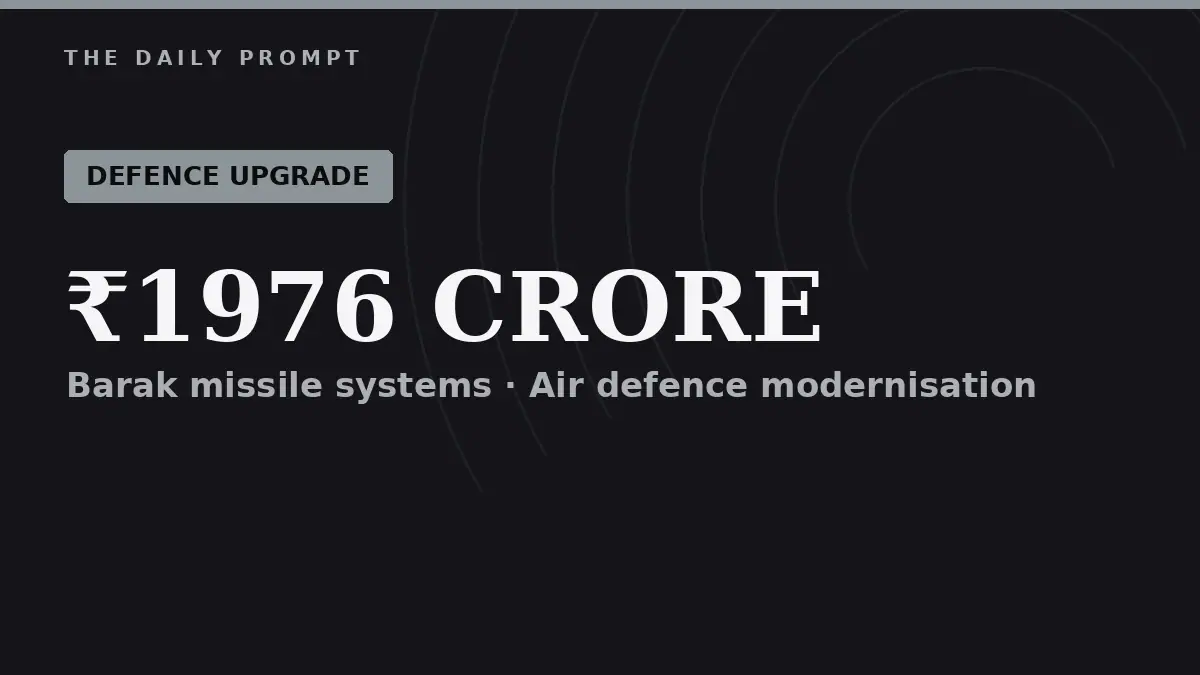 THE DAILY PROMPT
DEFENCE UPGRADE
₹1976 CRORE
Barak missile systems · Air defence modernisation